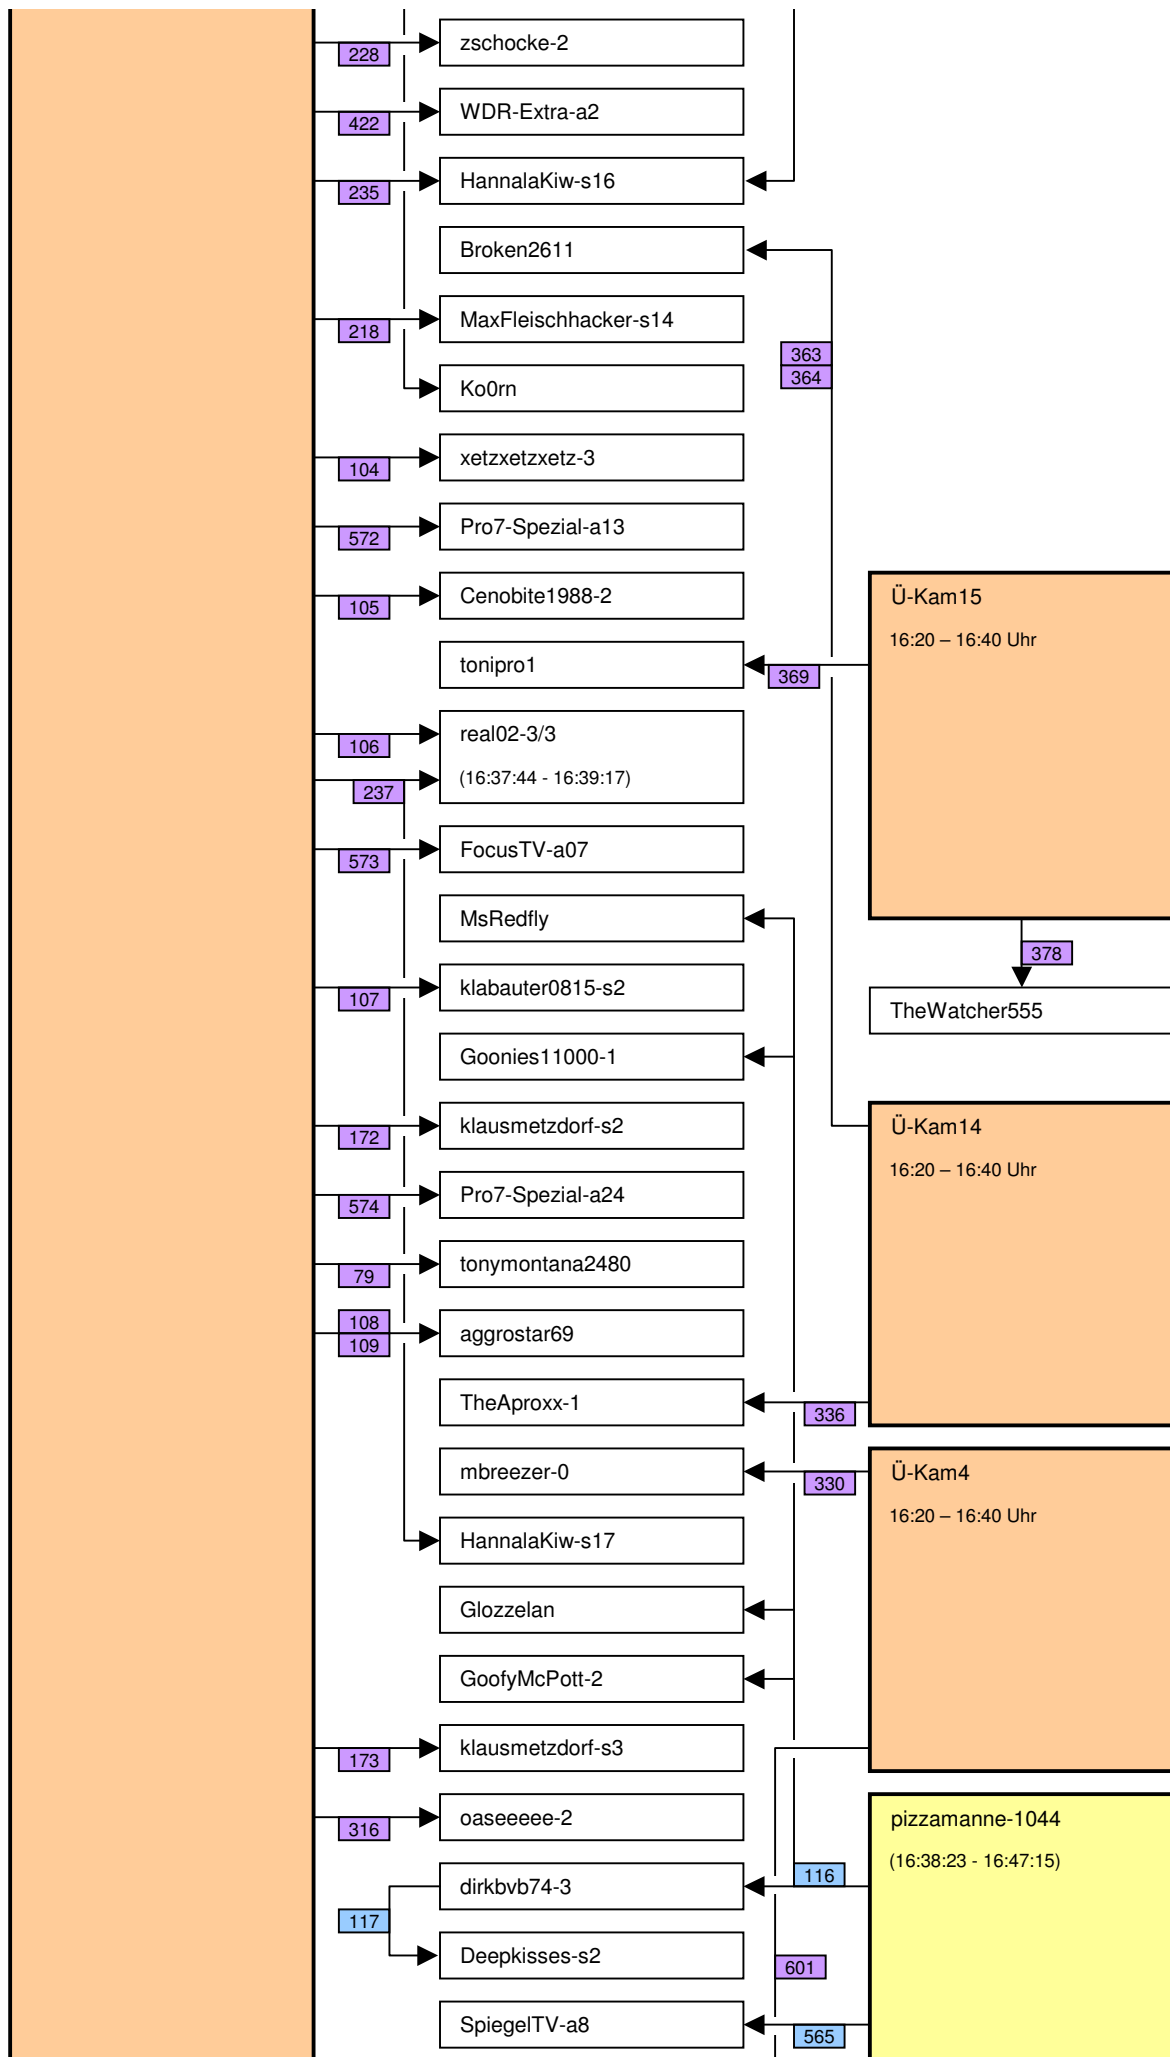 zschocke-2
228
WDR-Extra-a2
422
HannalaKiw-s16
235
Broken2611
MaxFleischhacker-s14
218
363
364
Ko0rn
xetzxetzxetz-3
104
Pro7-Spezial-a13
572
Cenobite1988-2
105
Ü-Kam15
16:20 – 16:40 Uhr
tonipro1
369
real02-3/3
106
(16:37:44 - 16:39:17)
237
FocusTV-a07
573
MsRedfly
378
klabauter0815-s2
107
TheWatcher555
Goonies11000-1
klausmetzdorf-s2
172
Ü-Kam14
16:20 – 16:40 Uhr
Pro7-Spezial-a24
574
tonymontana2480
79
108
aggrostar69
109
TheAproxx-1
336
mbreezer-0
330
Ü-Kam4
16:20 – 16:40 Uhr
HannalaKiw-s17
Glozzelan
GoofyMcPott-2
klausmetzdorf-s3
173
oaseeeee-2
316
pizzamanne-1044
(16:38:23 - 16:47:15)
116
dirkbvb74-3
117
Deepkisses-s2
601
SpiegelTV-a8
565